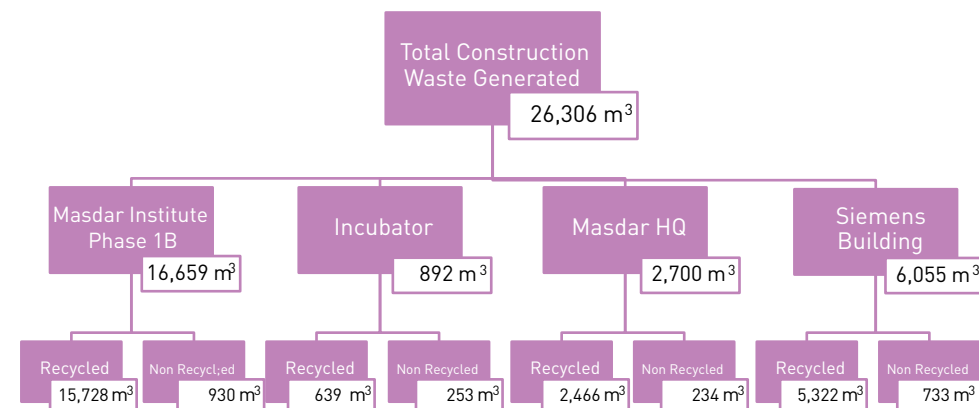 Total Construction
Waste Generated
26,306 m³
Masdar Institute
Phase 1B
16,659 m³
Incubator
892 m³
Masdar HQ
2,700 m³
Siemens
Building
6,055 m³
Recycled
15,728 m³
Non Recycl;ed
930 m³
Recycled
639 m³
Non Recycled
253 m³
Recycled
2,466 m³
Non Recycled
234 m³
Recycled
5,322 m³
Non Recycled
733 m³